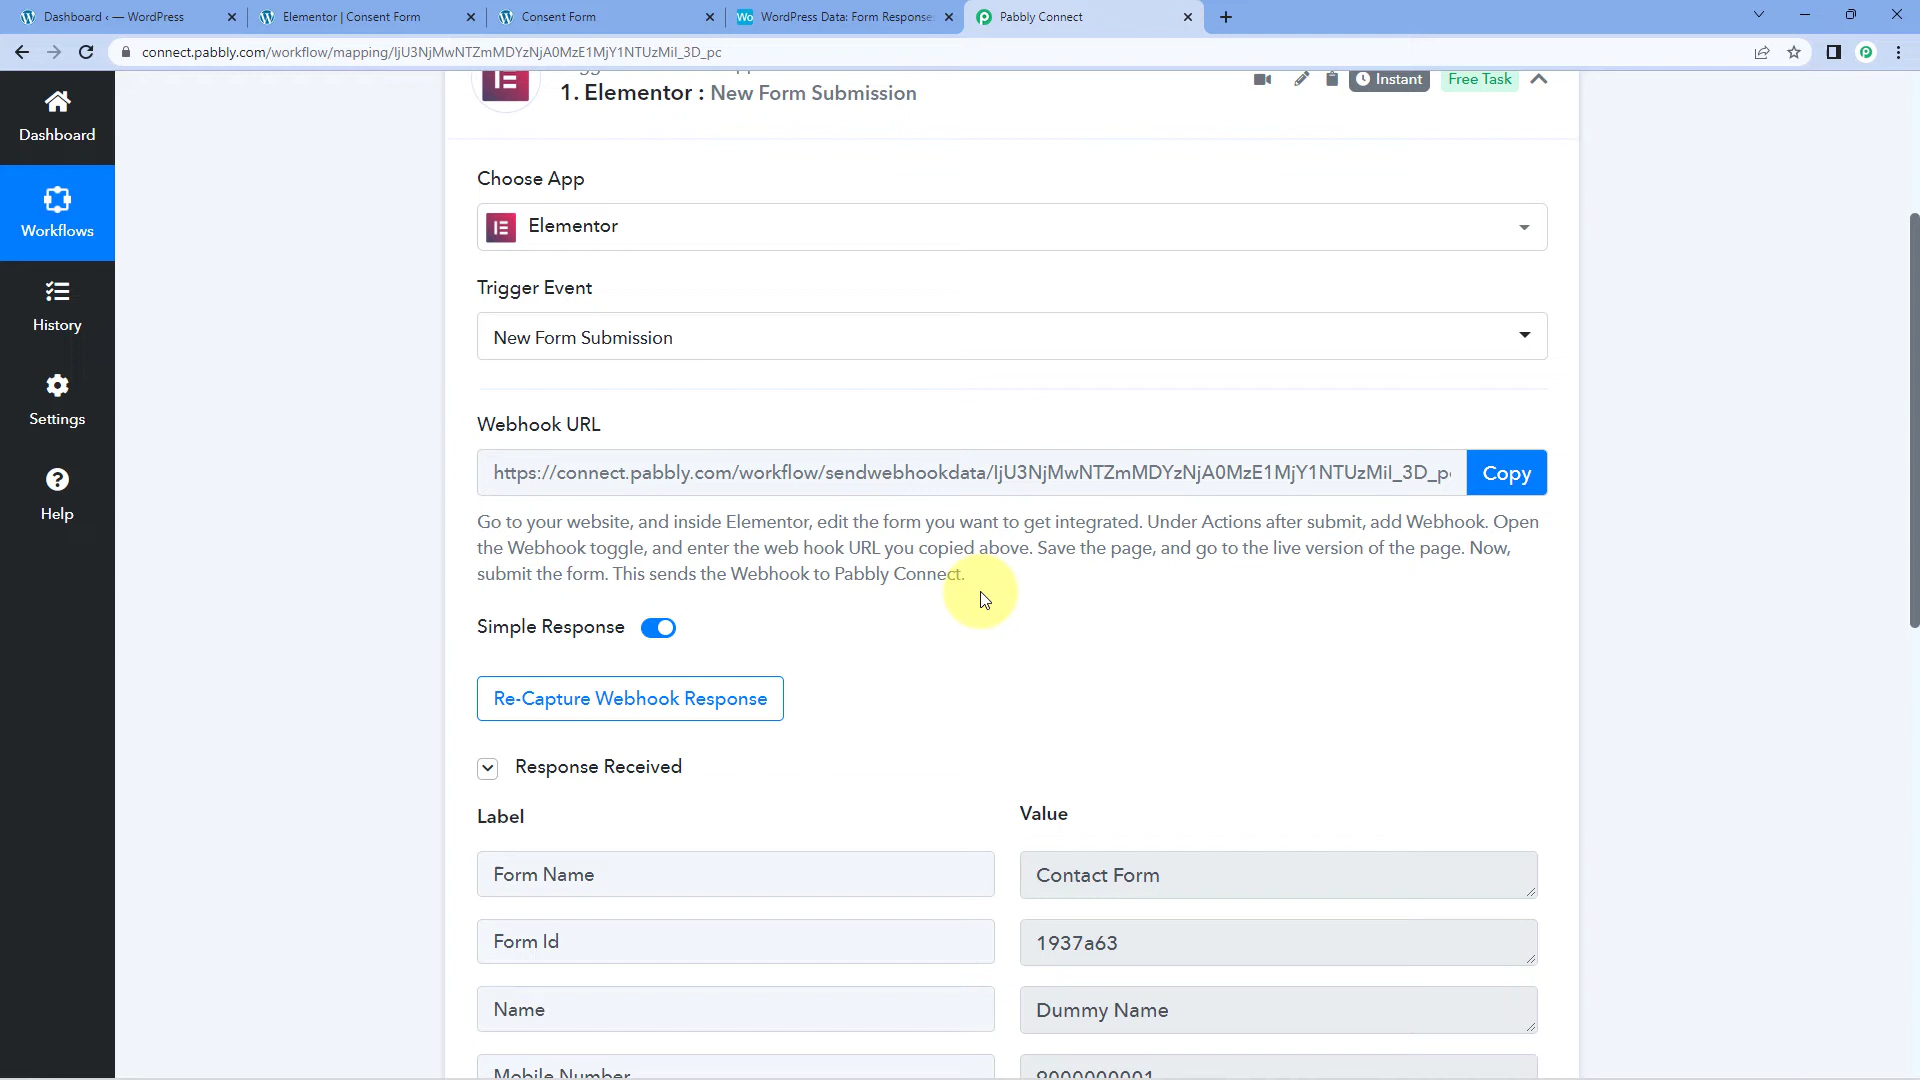 Dashboard ‹ — WordPress
Elementor | Consent Form
Consent Form
Wo
WordPress Data: Form Response
Pabbly Connect
connect.pabbly.com/workflow/mapping/IjU3NjMwNTZmMDYzNjA0MzE1MjY1NTUzMiI_3D_pc
1. Elementor : New Form Submission
Instant
Free Task
Dashboard
Workflows
History
Settings
Help
Choose App
Elementor
Trigger Event
New Form Submission
Webhook URL
https://connect.pabbly.com/workflow/sendwebhookdata/IjU3NjMwNTZmMDYzNjA0MzE1MjY1NTUzMiI_3D_pc
Copy
Go to your website, and inside Elementor, edit the form you want to get integrated. Under Actions after submit, add Webhook. Open
the Webhook toggle, and enter the web hook URL you copied above. Save the page, and go to the live version of the page. Now,
submit the form. This sends the Webhook to Pabbly Connect.
Simple Response
Re-Capture Webhook Response
Response Received
Label
Value
Form Name
Contact Form
Form Id
1937a63
Name
Dummy Name
Mobile Number
9000000001